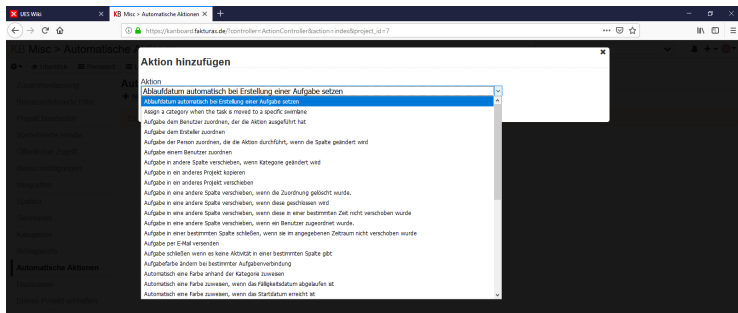 UES Wiki
KB Misc > Automatische Aktionen
https://kanboard.fakturax.de/?controller=ActionController&action=index&project_id=7
KB Misc > Automatische
Aktion hinzufügen
Aktion
Ablaufdatum automatisch bei Erstellung einer Aufgabe setzen
Ablaufdatum automatisch bei Erstellung einer Aufgabe setzen
Assign a category when the task is moved to a specific swimlane
Aufgabe dem Benutzer zuordnen, der die Aktion ausgeführt hat
Aufgabe dem Ersteller zuordnen
Aufgabe der Person zuordnen, die die Aktion durchführt, wenn die Spalte geändert wird
Aufgabe einem Benutzer zuordnen
Aufgabe in andere Spalte verschieben, wenn Kategorie geändert wird
Aufgabe in ein anderes Projekt kopieren
Aufgabe in ein anderes Projekt verschieben
Aufgabe in eine andere Spalte verschieben, wenn die Zuordnung gelöscht wurde.
Aufgabe in eine andere Spalte verschieben, wenn diese geschlossen wird
Aufgabe in eine andere Spalte verschieben, wenn diese in einer bestimmten Zeit nicht verschoben wurde
Aufgabe in eine andere Spalte verschieben, wenn ein Benutzer zugeordnet wurde.
Aufgabe in einer bestimmten Spalte schließen, wenn sie im angegebenen Zeitraum nicht verschoben wurde
Aufgabe per E-Mail versenden
Aufgabe schließen wenn es keine Aktivität in einer bestimmten Spalte gibt
Aufgabefarbe ändern bei bestimmter Aufgabenverbindung
Automatisch eine Farbe anhand der Kategorie zuweisen
Automatisch eine Farbe zuweisen, wenn das Fälligkeitsdatum abgelaufen ist
Automatisch eine Farbe zuweisen, wenn das Startdatum erreicht ist
Automatische Aktionen